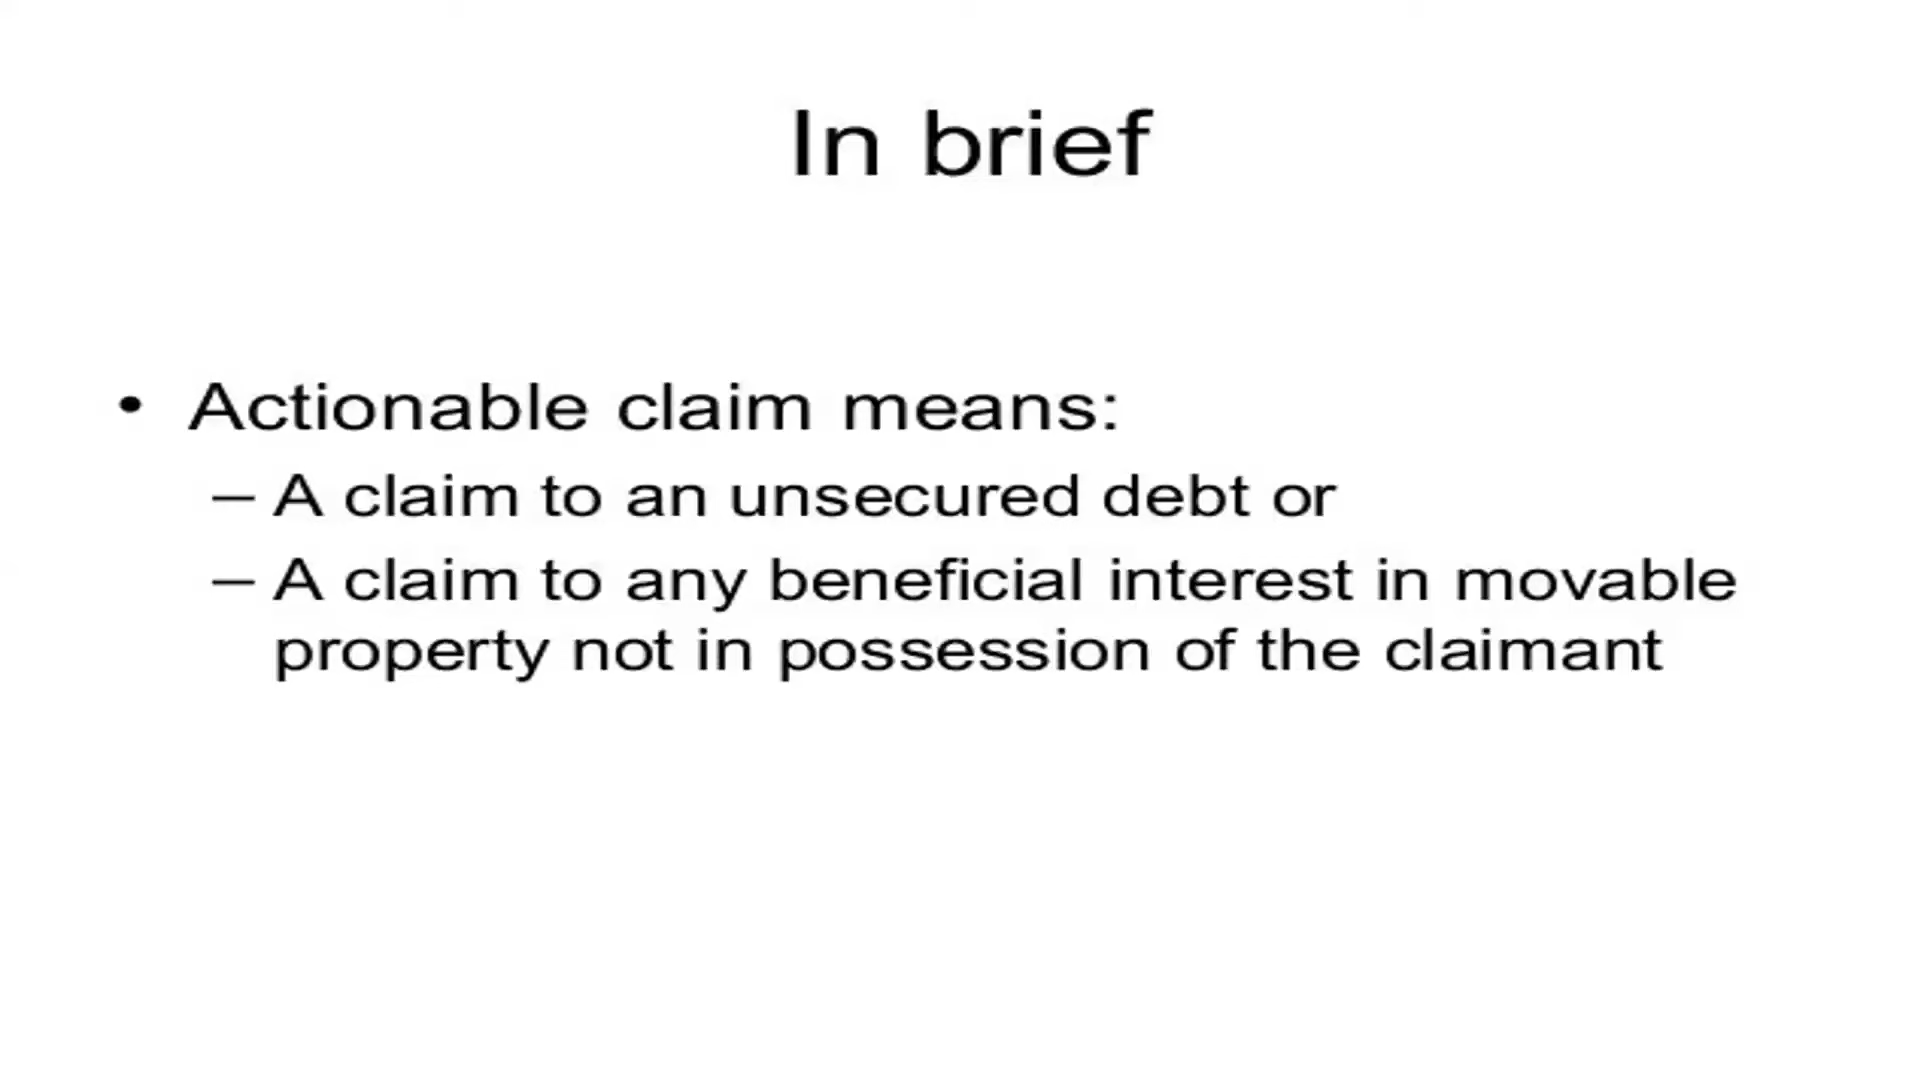 In brief
• Actionable claim means:
– A claim to an unsecured debt or
– A claim to any beneficial interest in movable
property not in possession of the claimant